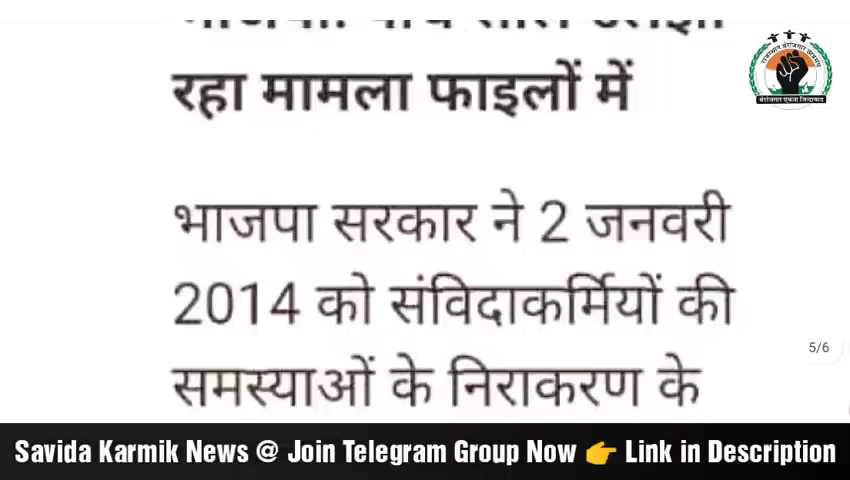 रहा मामला फाइलों में
भाजपा सरकार ने 2 जनवरी
2014 को संविदाकर्मियों की
5/6
समस्याओं के निराकरण के
Savida Karmik News @ Join Telegram Group Now 👉 Link in Description